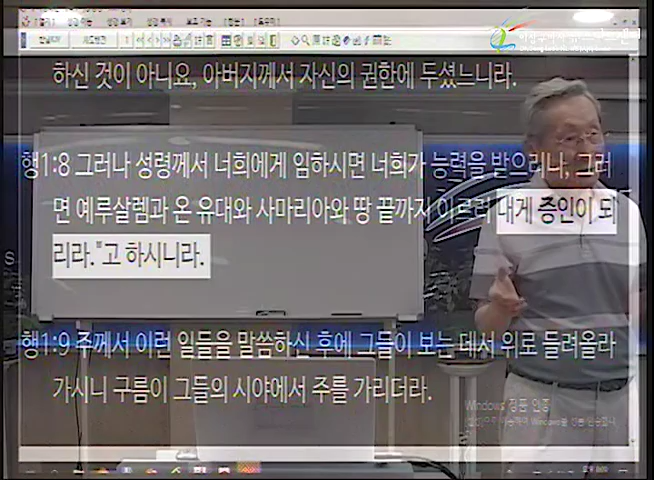 하신 것이 아니요, 아버지께서 자신의 권한에 두셨느니라.
행1:8 그러나 성령께서 너희에게 임하시면 너희가 능력을 받으리니, 그러
면 예루살렘과 온 유대와 사마리아와 땅 끝까지 이르러 내게 증인이 되
리라."고 하시니라.
행1:9 주께서 이런 일들을 말씀하신 후에 그들이 보는 데서 위로 들려올라
가시니 구름이 그들의 시야에서 주를 가리더라.
Windows 정품 인증